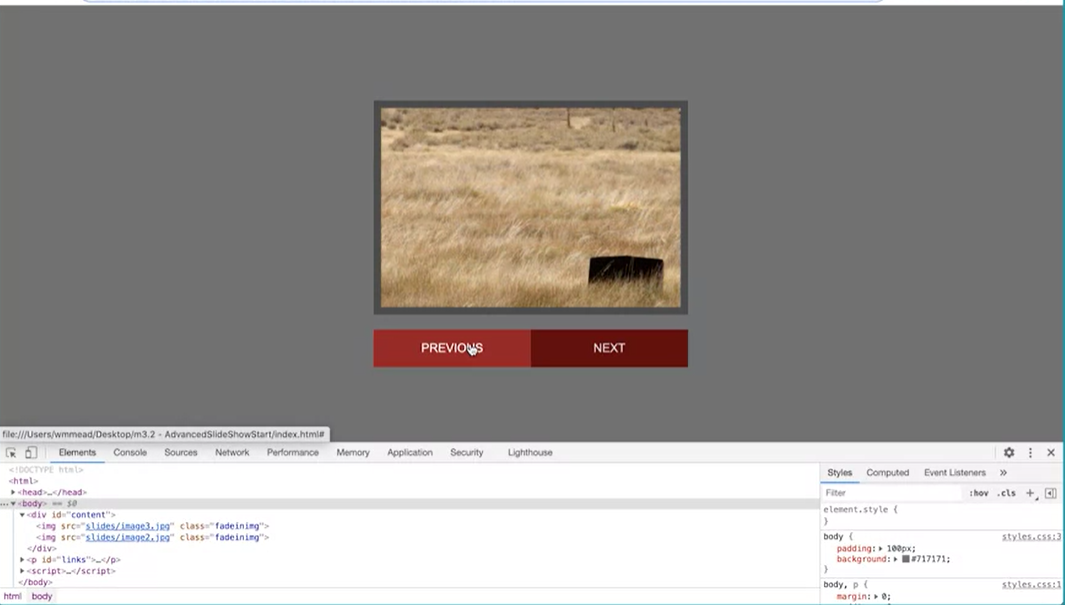 PREVIOUS NEXT
file:///Users/wmmead/Desktop/m3.2 - AdvancedSlideShowStart/index.html#
Elements Console Sources Network Performance Memory Application Security Lighthouse
<!DOCTYPE html>
<html>
<head>…</head>
<body> == $0
<div id="content">
<img src="slides/image3.jpg" class="fadeinimg">
<img src="slides/image2.jpg" class="fadeinimg">
</div>
<p id="links">…</p>
<script>…</script>
</body>
html body
Styles Computed Event Listeners »
Filter :hov .cls +
element.style {
}
body { styles.css:3
padding: 100px;
background: #717171;
}
body, p { styles.css:1
margin: 0;